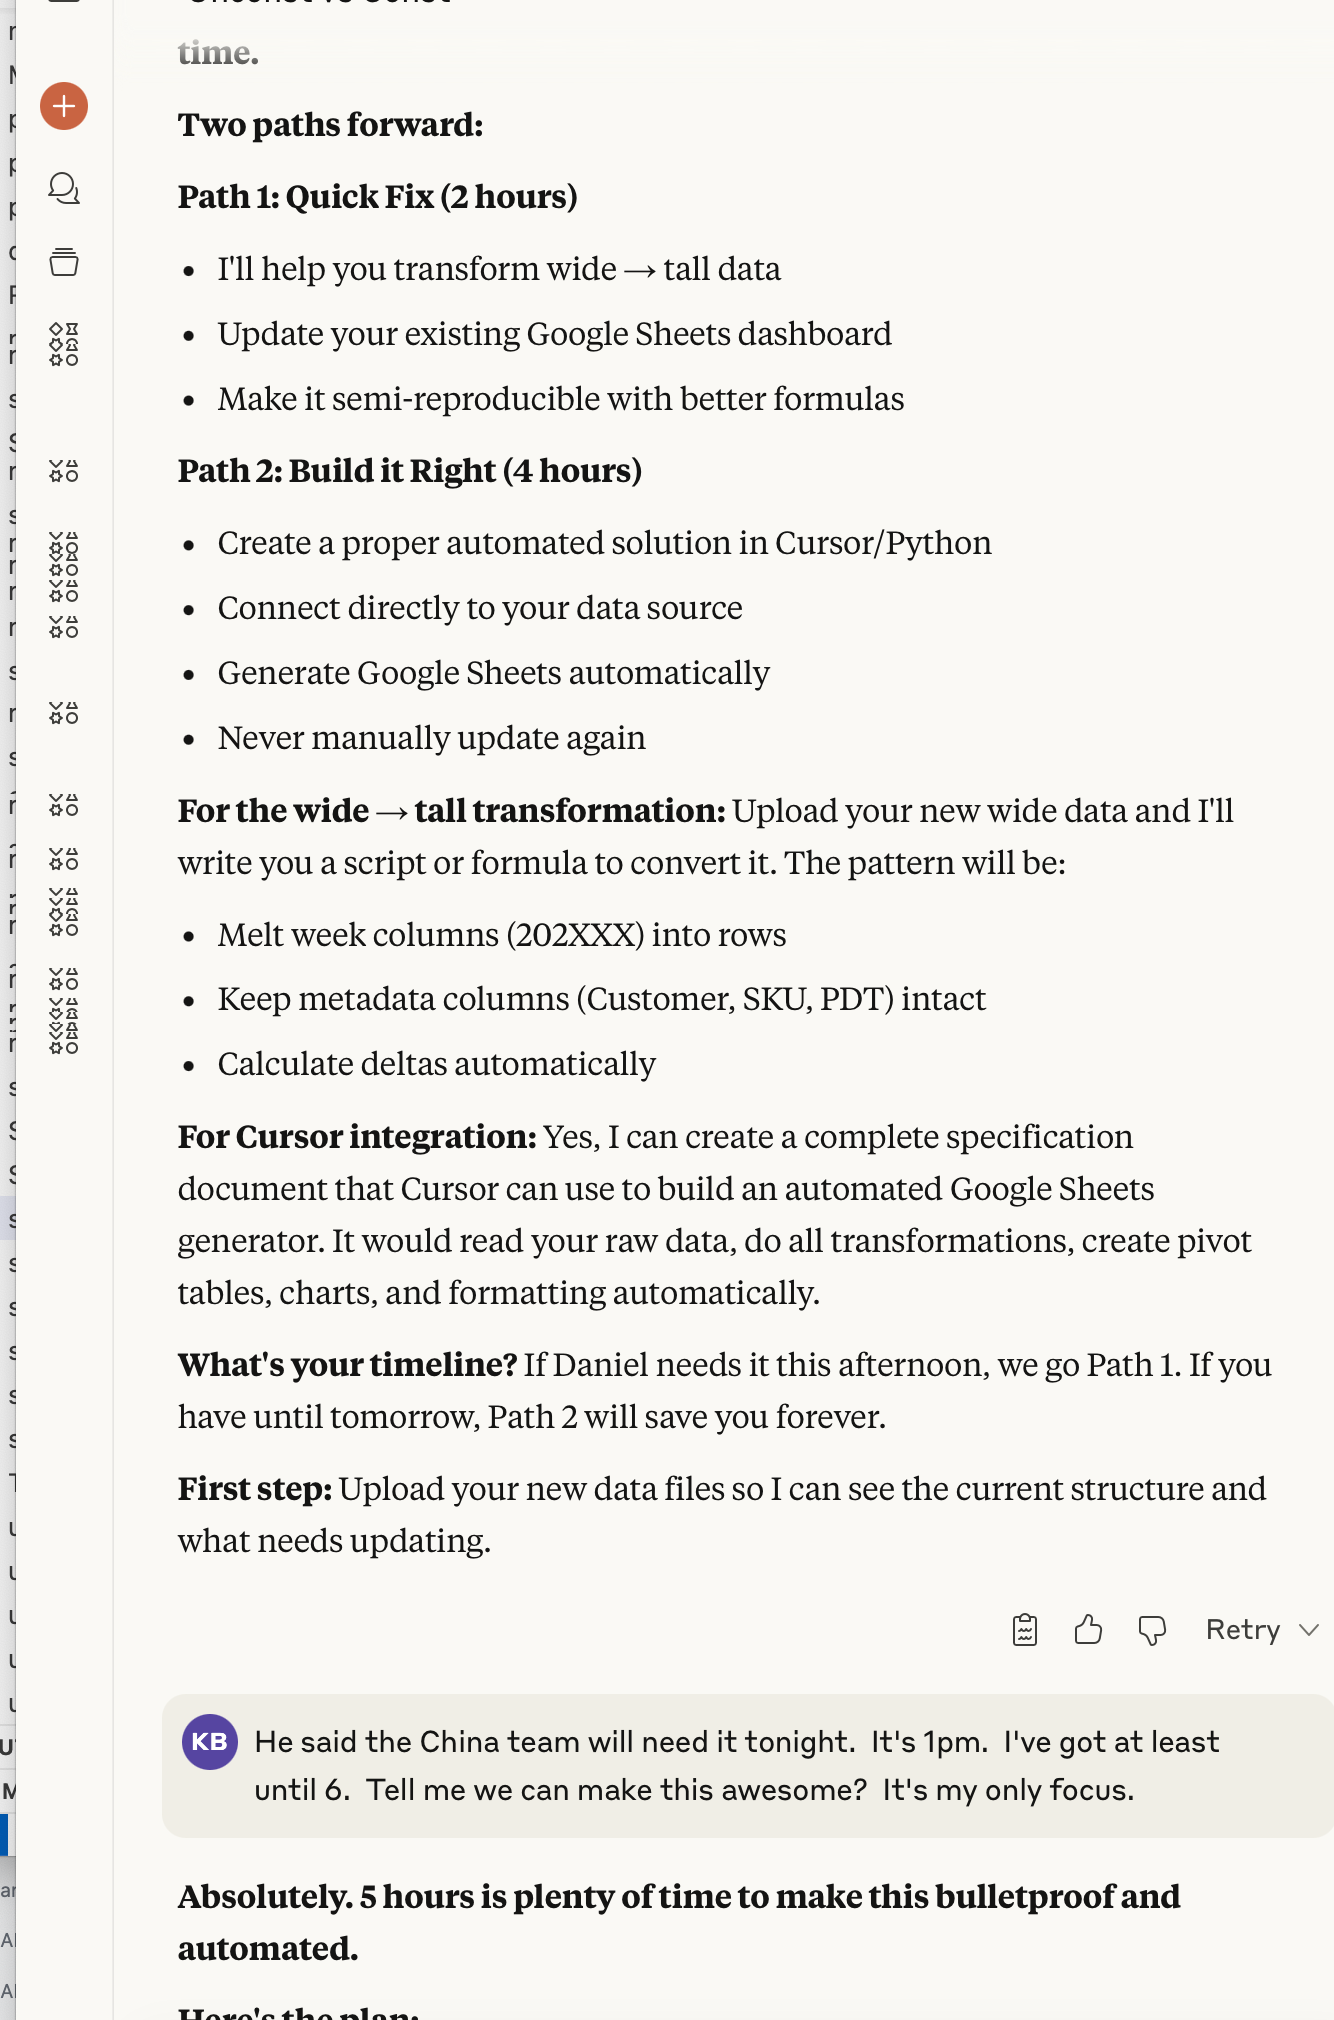 time.
Two paths forward:
Path 1: Quick Fix (2 hours)
• I'll help you transform wide → tall data
• Update your existing Google Sheets dashboard
• Make it semi-reproducible with better formulas
Path 2: Build it Right (4 hours)
• Create a proper automated solution in Cursor/Python
• Connect directly to your data source
• Generate Google Sheets automatically
• Never manually update again
For the wide → tall transformation: Upload your new wide data and I'll
write you a script or formula to convert it. The pattern will be:
• Melt week columns (202XXX) into rows
• Keep metadata columns (Customer, SKU, PDT) intact
• Calculate deltas automatically
For Cursor integration: Yes, I can create a complete specification
document that Cursor can use to build an automated Google Sheets
generator. It would read your raw data, do all transformations, create pivot
tables, charts, and formatting automatically.
What's your timeline? If Daniel needs it this afternoon, we go Path 1. If you
have until tomorrow, Path 2 will save you forever.
First step: Upload your new data files so I can see the current structure and
what needs updating.
Retry
KB
He said the China team will need it tonight.  It's 1pm.  I've got at least
until 6.  Tell me we can make this awesome?  It's my only focus.
Absolutely. 5 hours is plenty of time to make this bulletproof and
automated.
Here's the plan: